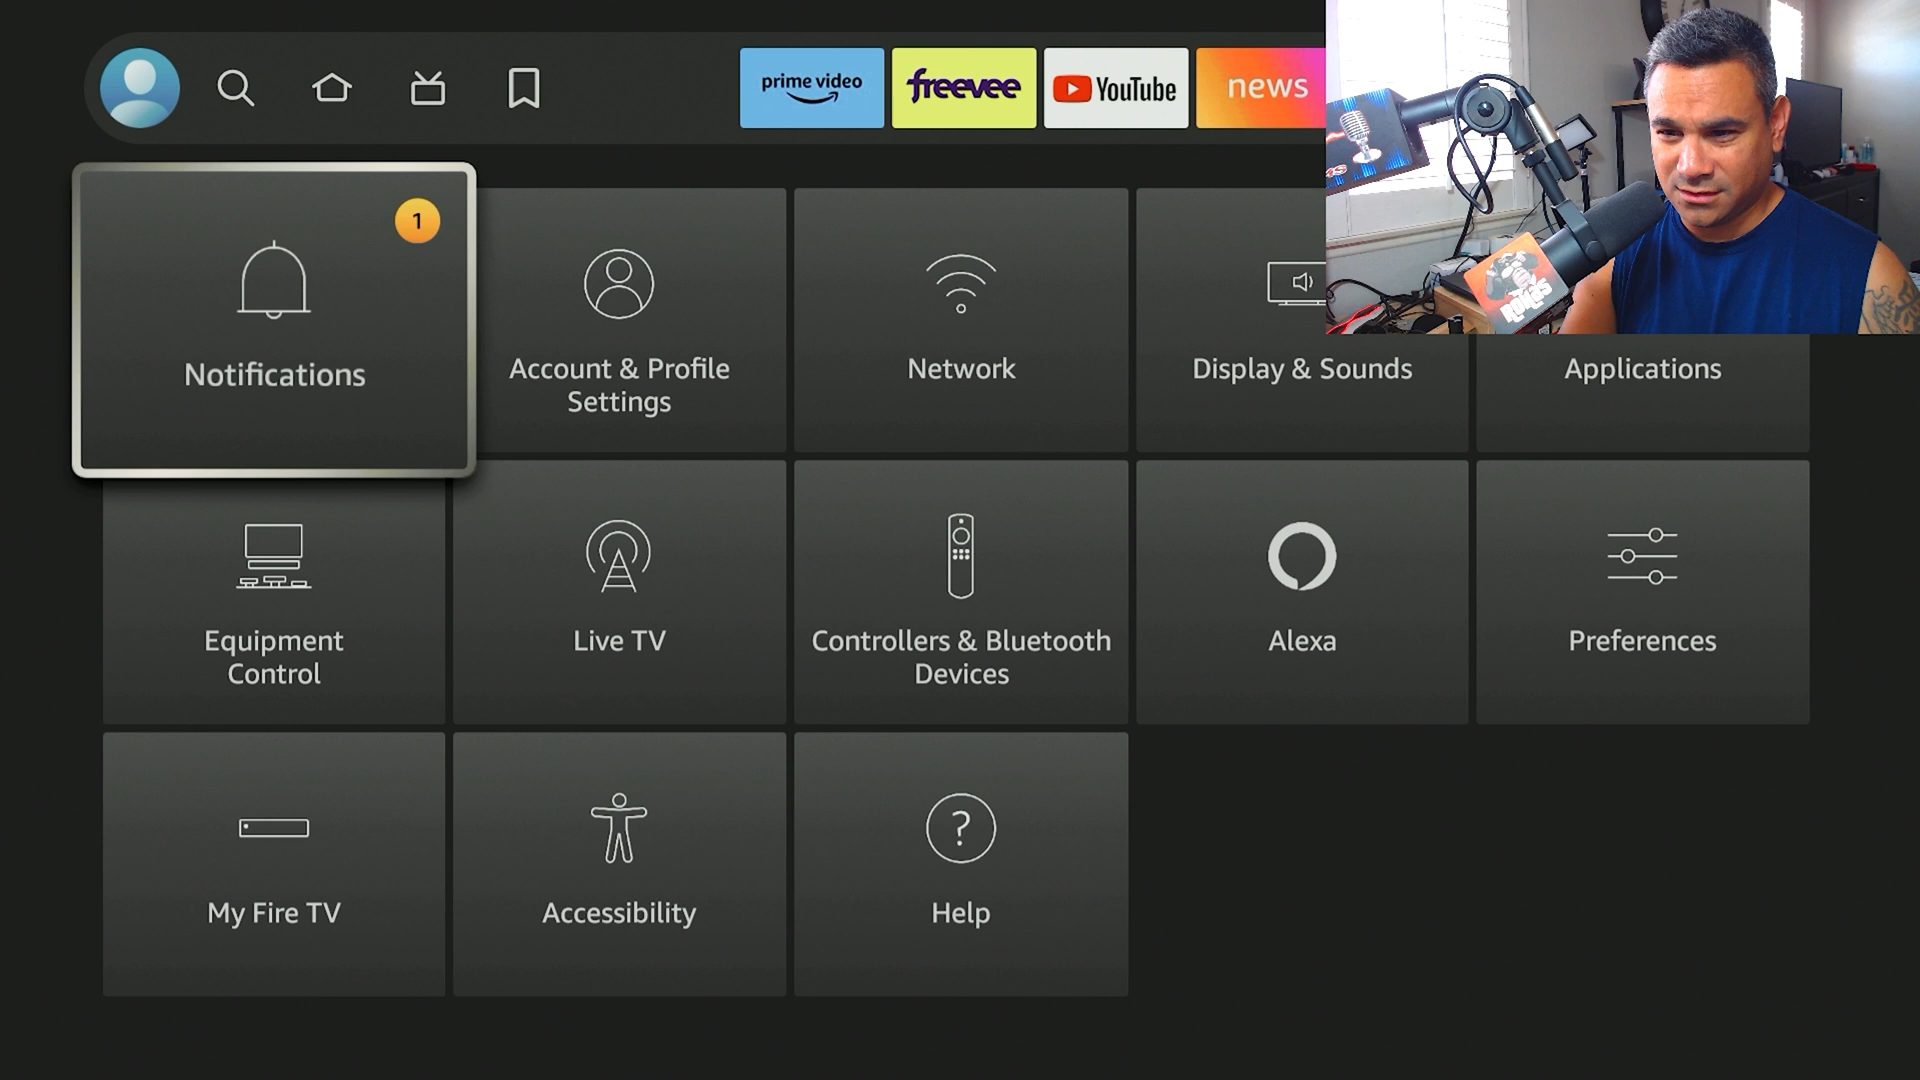 prime video
freevee
YouTube
news
1
Notifications
Account & Profile
Settings
Network
Display & Sounds
Applications
Equipment
Control
Live TV
Controllers & Bluetooth
Devices
Alexa
Preferences
My Fire TV
Accessibility
?
Help